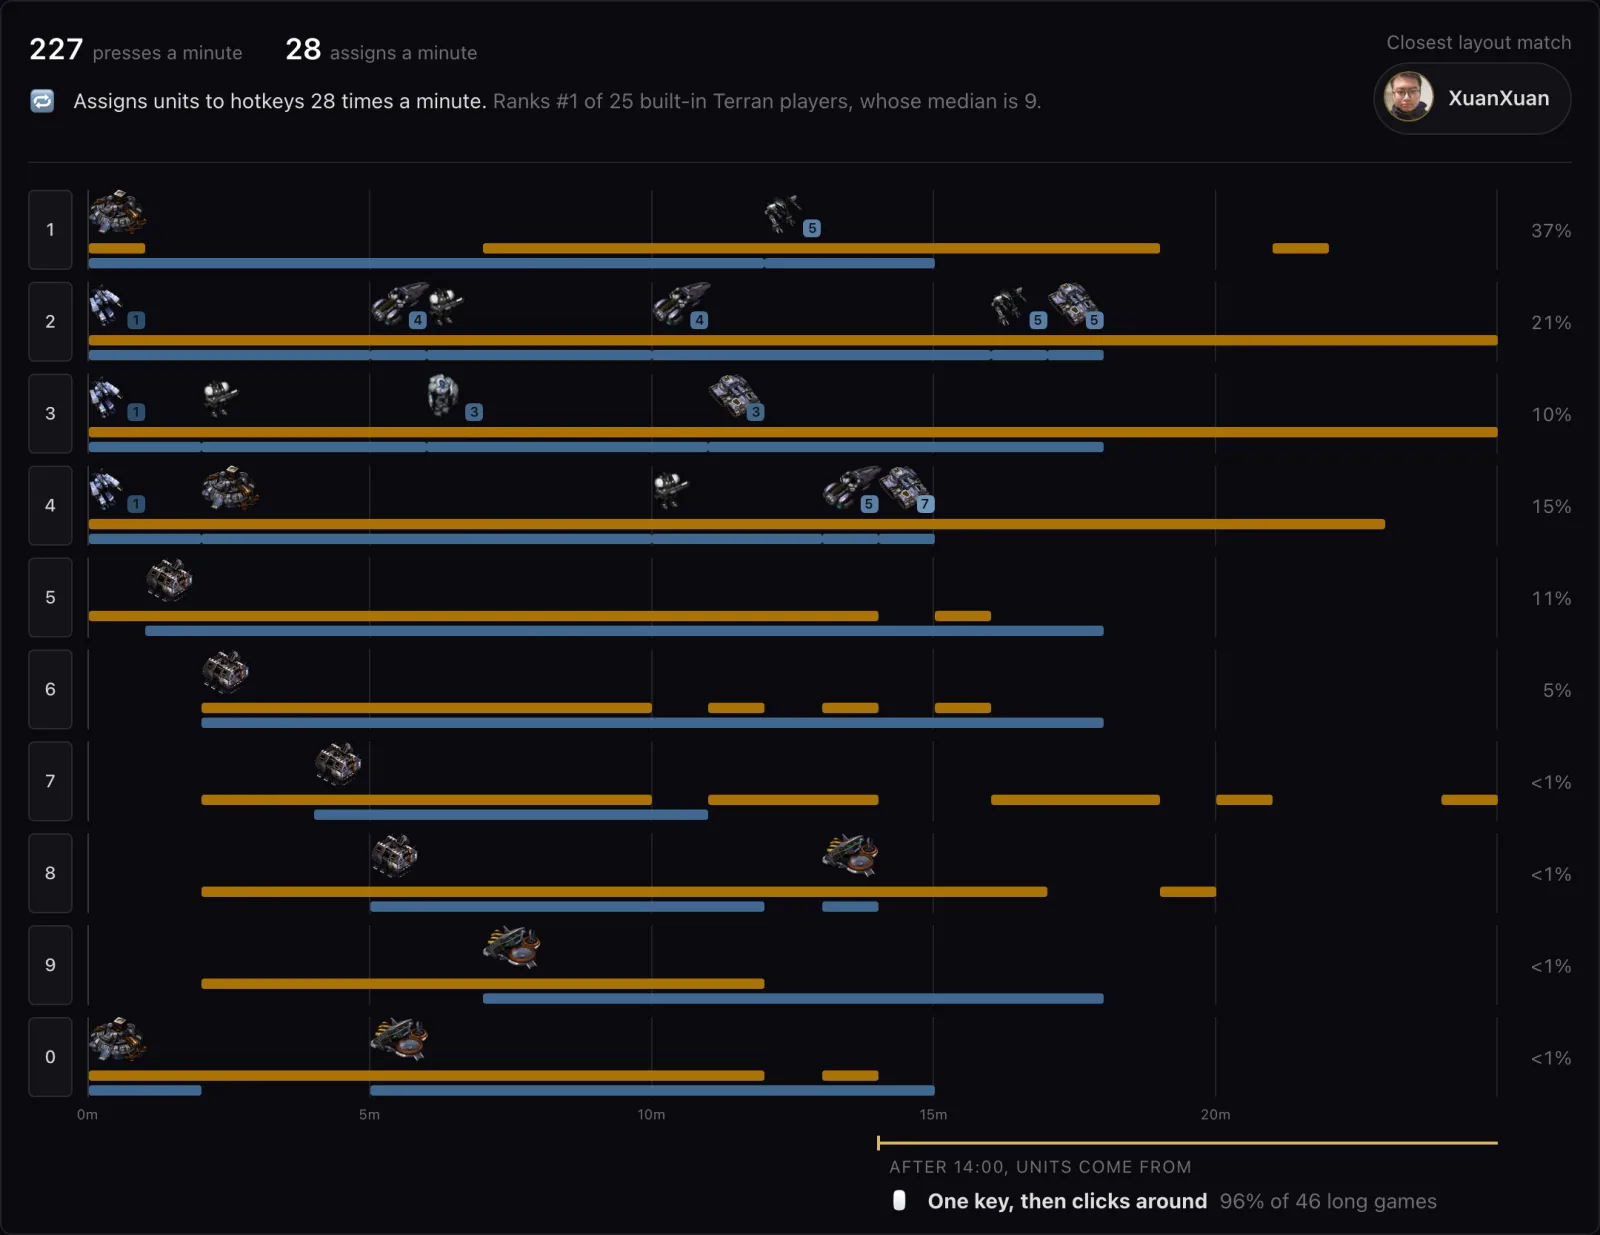 227 presses a minute 28 assigns a minute
Closest layout match
Assigns units to hotkeys 28 times a minute. Ranks #1 of 25 built-in Terran players, whose median is 9.
XuanXuan
1 5 37%
2 1 4 4 5 5 21%
3 1 3 3 10%
4 1 5 7 15%
5 11%
6 5%
7 <1%
8 <1%
9 <1%
0 <1%
0m 5m 10m 15m 20m
AFTER 14:00, UNITS COME FROM
One key, then clicks around 96% of 46 long games